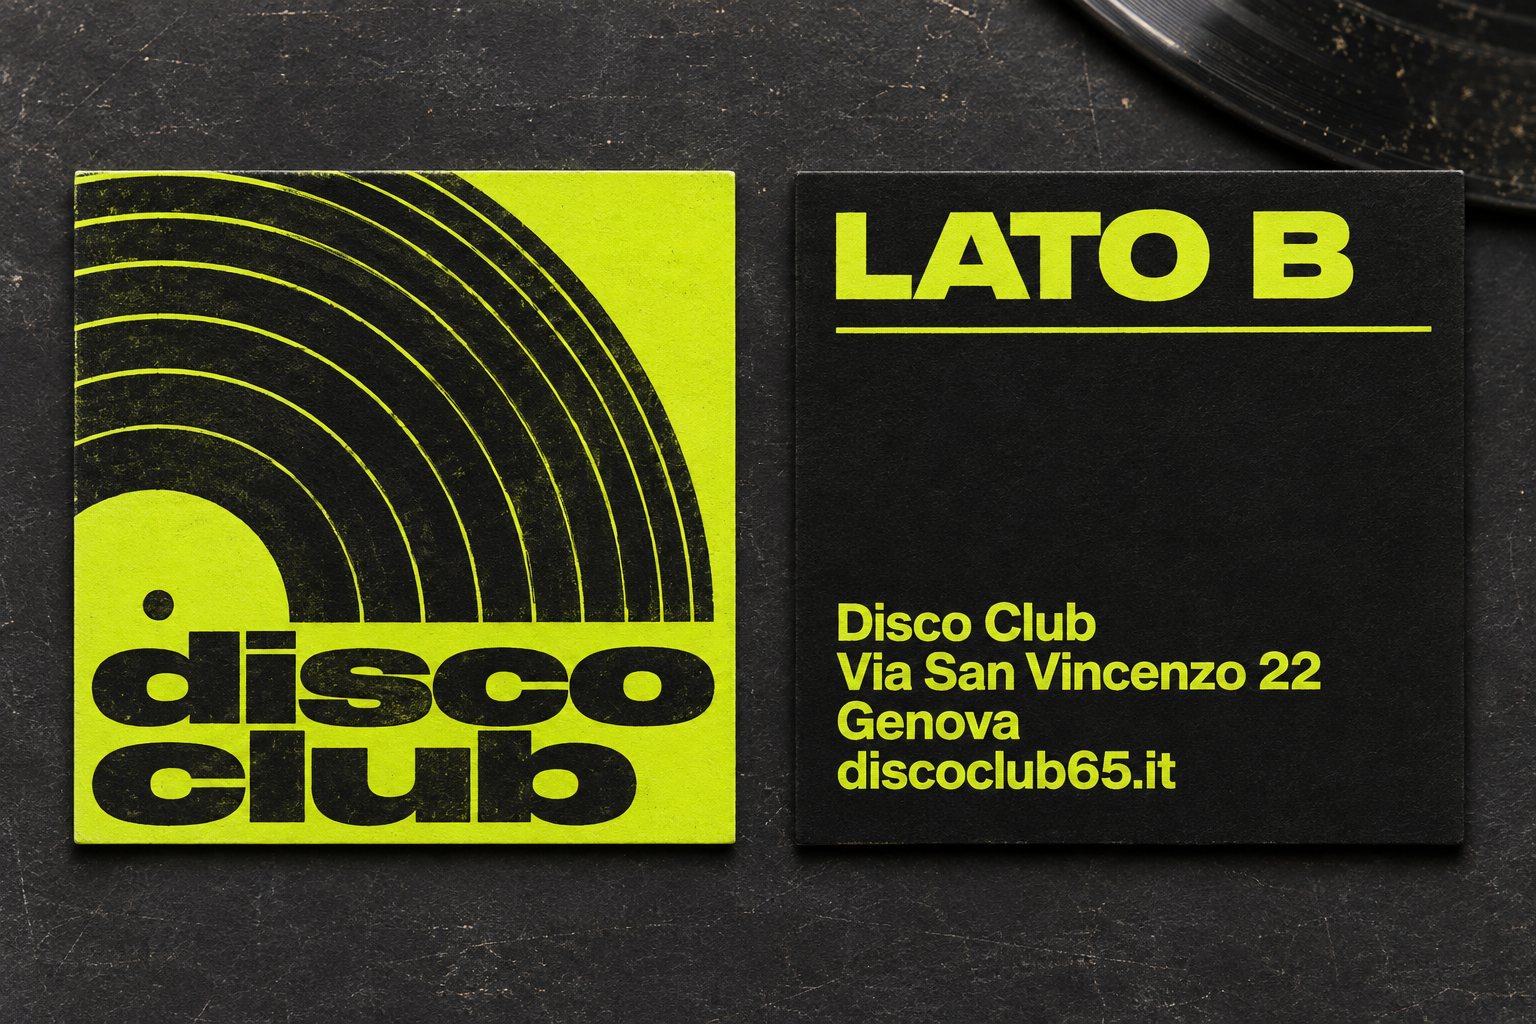 disco
club
LATO B
Disco Club
Via San Vincenzo 22
Genova
discoclub65.it